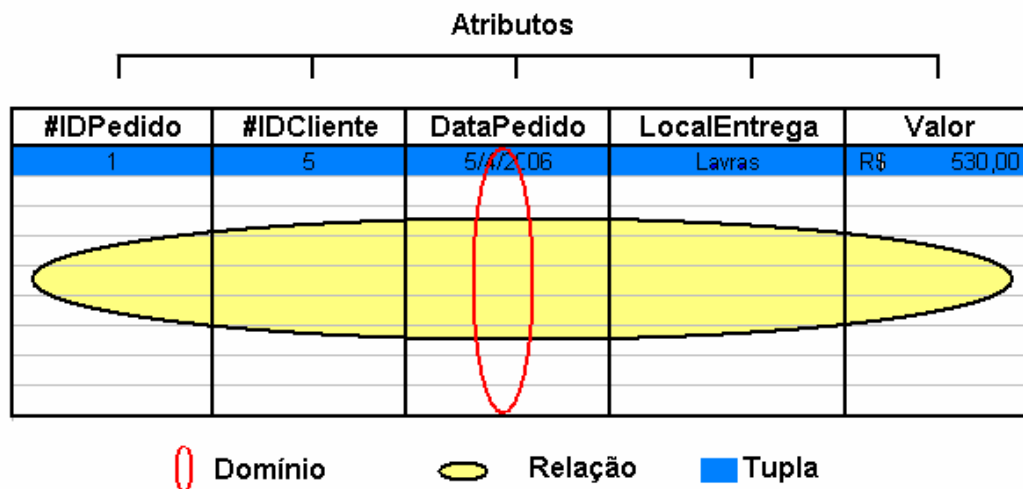 Atributos
#IDPedido #IDCliente DataPedido LocalEntrega Valor
1 5 5/4/2006 Lavras R$ 530,00
Domínio Relação Tupla